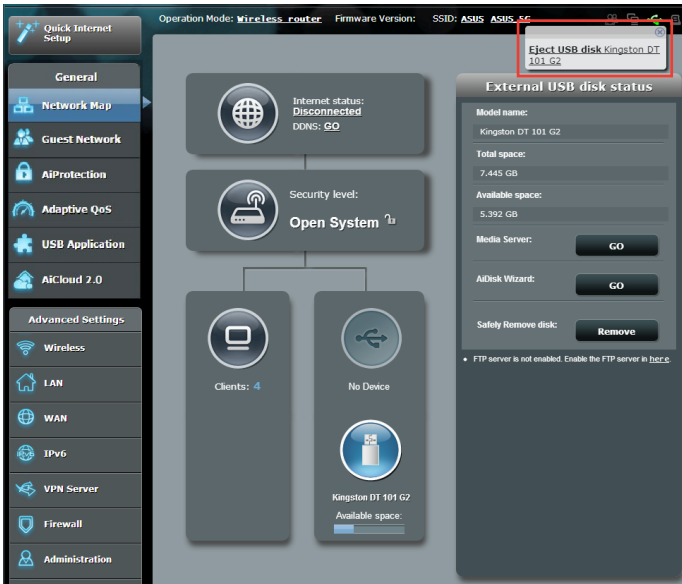 Quick Internet
Setup
Operation Mode: Wireless router Firmware Version: SSID: ASUS ASUS_5G
Eject USB disk Kingston DT
101 G2
General
Network Map
Guest Network
AiProtection
Adaptive QoS
USB Application
AiCloud 2.0
Advanced Settings
Wireless
LAN
WAN
IPv6
IPv6
VPN Server
Firewall
Administration
Internet status:
Disconnected
DDNS: GO
Security level:
Open System
Clients: 4
No Device
Kingston DT 101 G2
Available space:
External USB disk status
Model name:
Kingston DT 101 G2
Total space:
7.445 GB
Available space:
5.392 GB
Media Server:
GO
AiDisk Wizard:
GO
Safely Remove disk:
Remove
• FTP server is not enabled. Enable the FTP server in here.